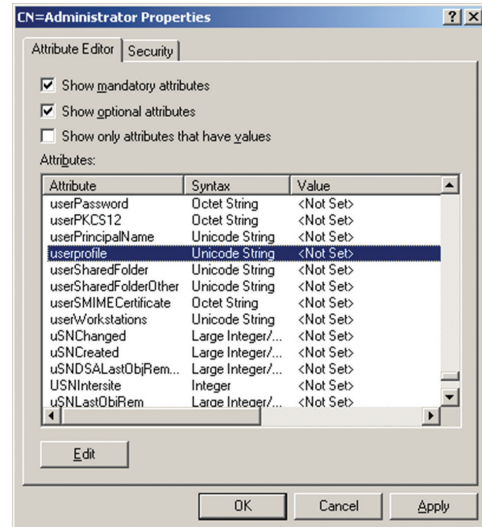 CN=Administrator Properties
Attribute Editor Security
Show mandatory attributes
Show optional attributes
Show only attributes that have values
Attributes:
Attribute Syntax Value
userPassword Octet String <Not Set>
userPKCS12 Octet String <Not Set>
userPrincipalName Unicode String <Not Set>
userprofile Unicode String <Not Set>
userSharedFolder Unicode String <Not Set>
userSharedFolderOther Unicode String <Not Set>
userSMIMECertificate Octet String <Not Set>
userWorkstations Unicode String <Not Set>
uSNChanged Large Integer/... <Not Set>
uSNCreated Large Integer/... <Not Set>
uSNDSALastObjRem... Large Integer/... <Not Set>
USNIntersite Integer <Not Set>
uSNLastObjRem Large Integer/... <Not Set>
Edit
OK Cancel Apply